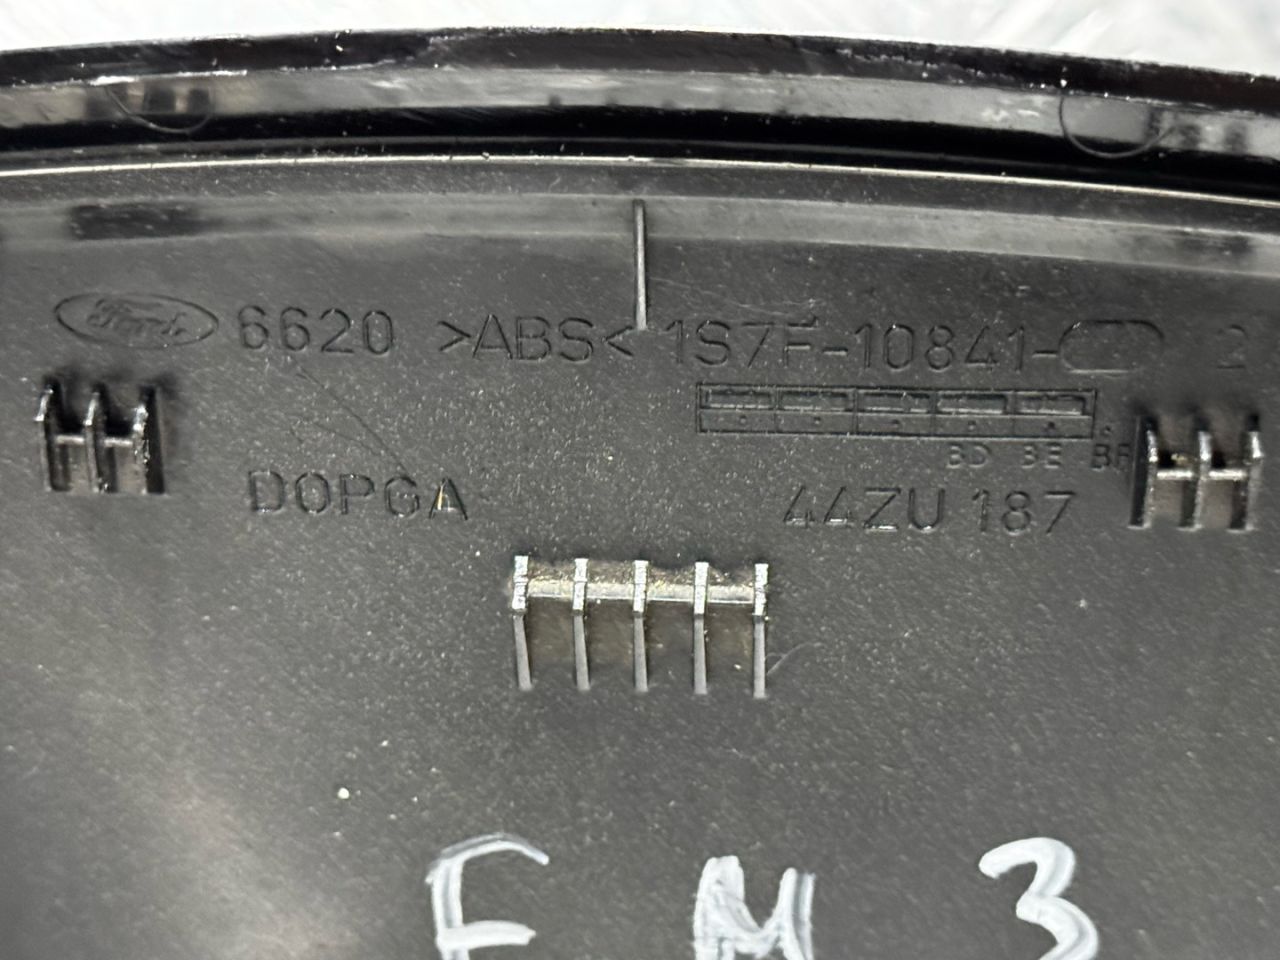 Ford 6620 >ABS< 1S7F-10841- 2
BD BE BF
DOPGA 44ZU 187
F M 3